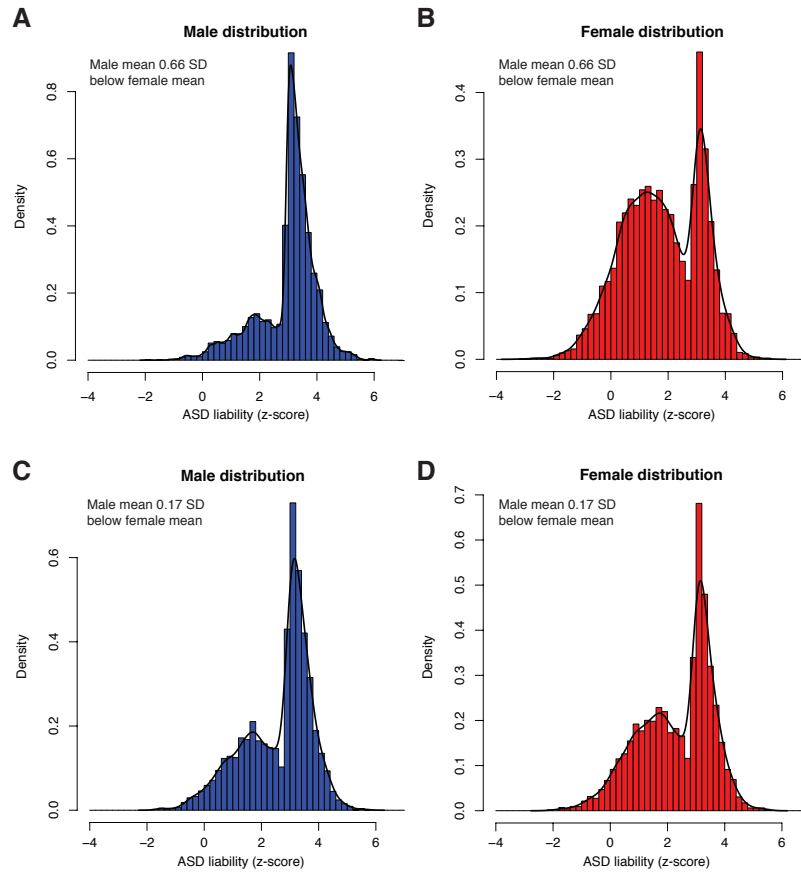 A
Male distribution
Male mean 0.66 SD
below female mean
Density
0.0
0.2
0.4
0.6
0.8
−4 −2 0 2 4 6
ASD liability (z-score)
B
Female distribution
Male mean 0.66 SD
below female mean
Density
0.0
0.1
0.2
0.3
0.4
−4 −2 0 2 4 6
ASD liability (z-score)
C
Male distribution
Male mean 0.17 SD
below female mean
Density
0.0
0.2
0.4
0.6
−4 −2 0 2 4 6
ASD liability (z-score)
D
Female distribution
Male mean 0.17 SD
below female mean
Density
0.0
0.1
0.2
0.3
0.4
0.5
0.6
0.7
−4 −2 0 2 4 6
ASD liability (z-score)